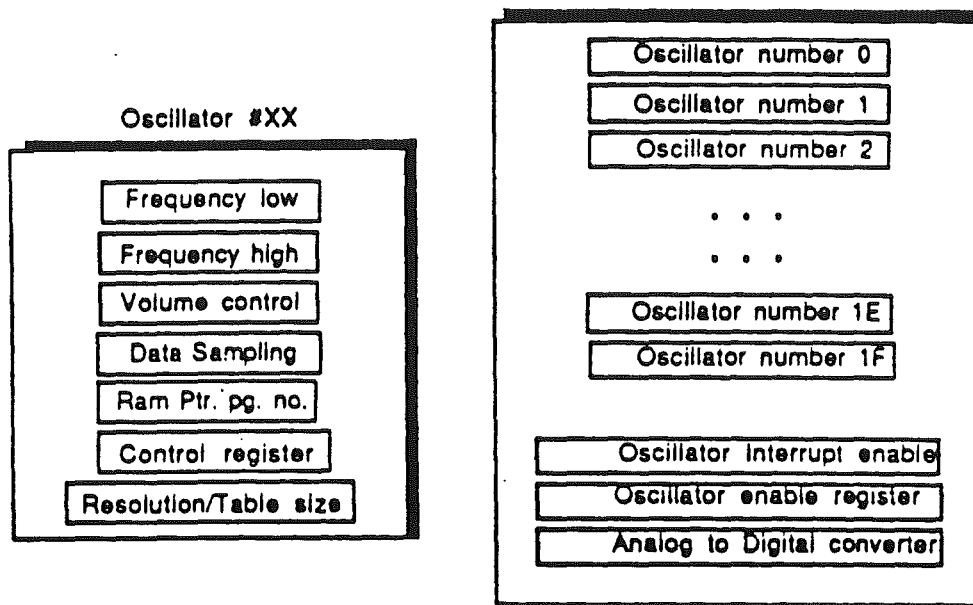 Oscillator #XX
Frequency low
Frequency high
Volume control
Data Sampling
Ram Ptr. pg. no.
Control register
Resolution/Table size
Oscillator number 0
Oscillator number 1
Oscillator number 2
. . .
. . .
Oscillator number 1E
Oscillator number 1F
Oscillator Interrupt enable
Oscillator enable register
Analog to Digital converter